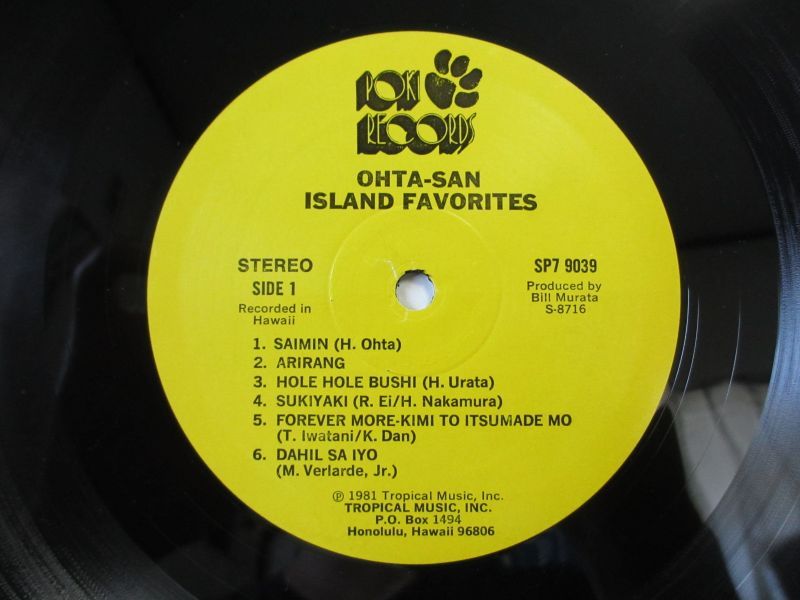 POKI
RECORDS
OHTA-SAN
ISLAND FAVORITES
STEREO
SIDE 1
Recorded in
Hawaii
SP7 9039
Produced by
Bill Murata
S-8716
1. SAIMIN (H. Ohta)
2. ARIRANG
3. HOLE HOLE BUSHI (H. Urata)
4. SUKIYAKI (R. Ei/H. Nakamura)
5. FOREVER MORE-KIMI TO ITSUMADE MO
(T. Iwatani/K. Dan)
6. DAHIL SA IYO
(M. Verlarde, Jr.)
℗ 1981 Tropical Music, Inc.
TROPICAL MUSIC, INC.
P.O. Box 1494
Honolulu, Hawaii 96806